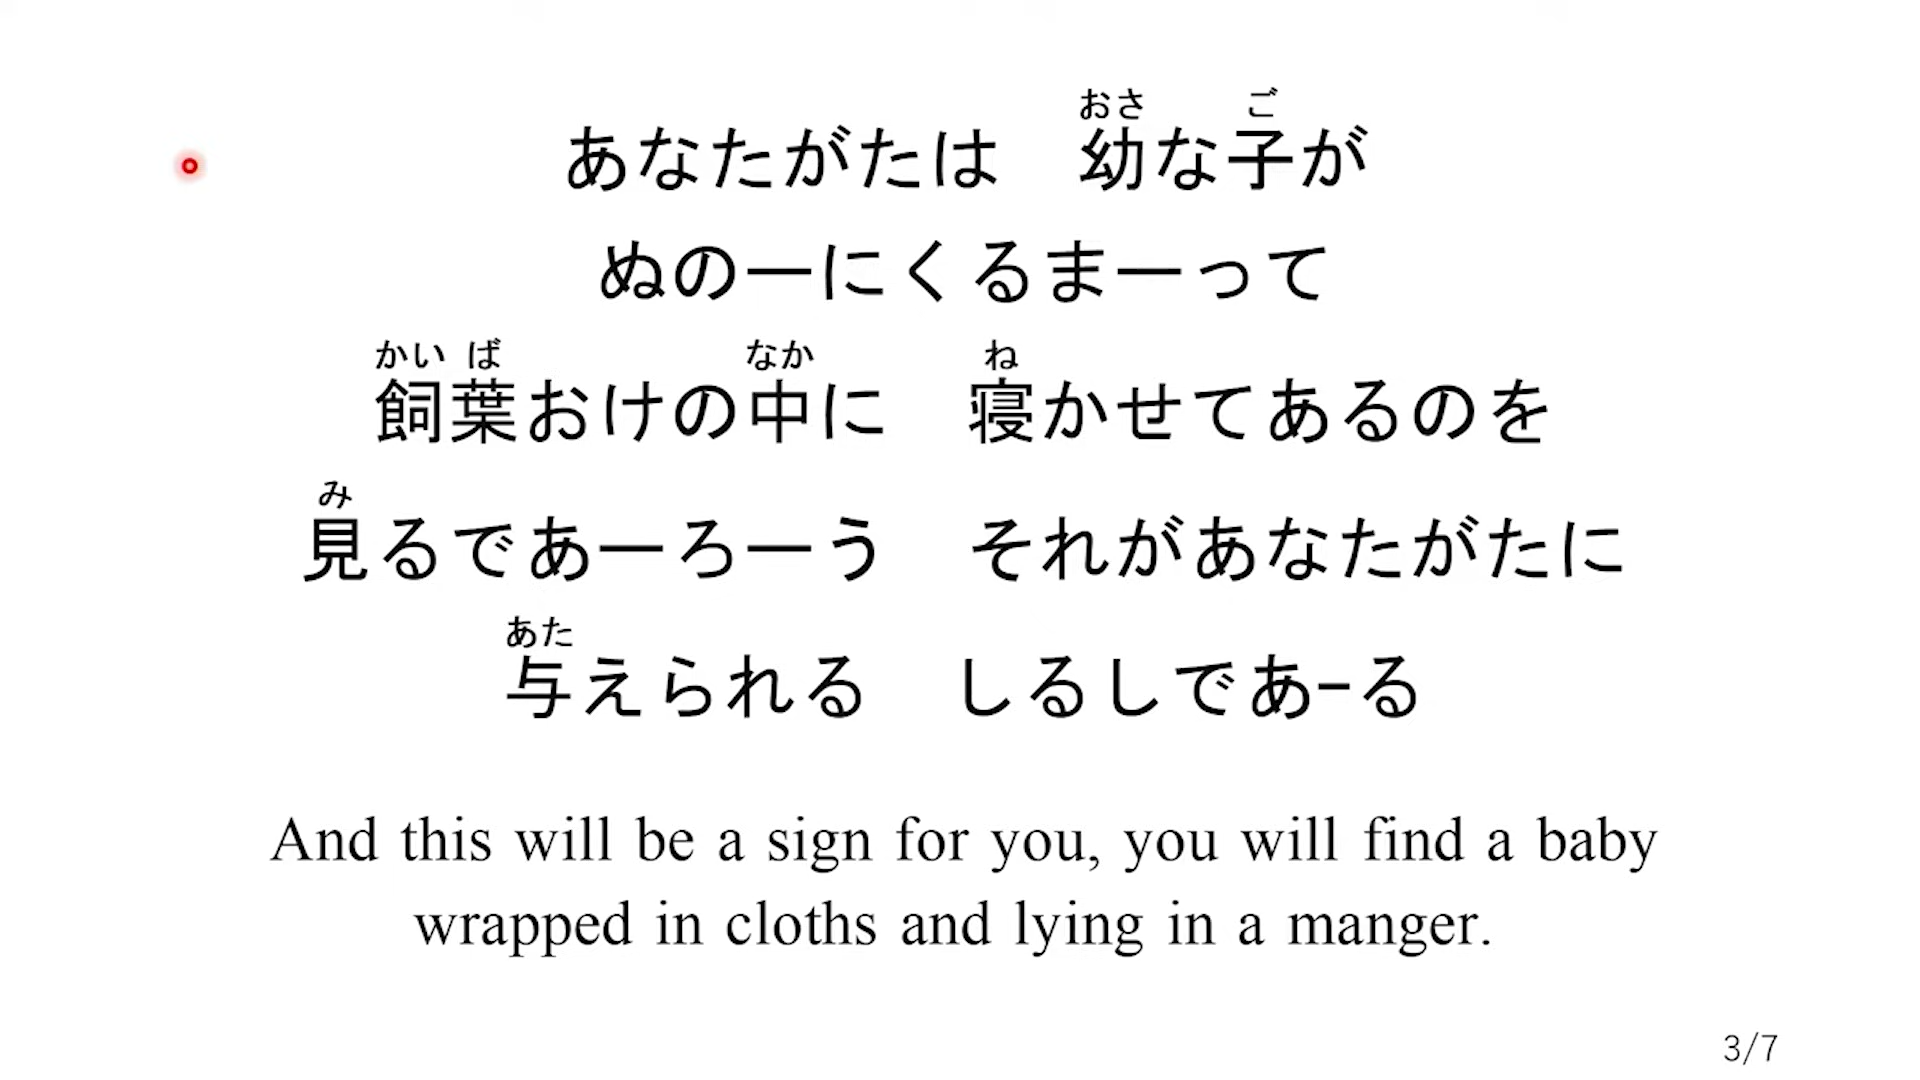 おさ ご
あなたがたは　幼な子が
ぬのーにくるまーって
かい ば なか ね
飼葉おけの中に　寝かせてあるのを
み
見るであーろーう　それがあなたがたに
あた
与えられる　しるしであーる
And this will be a sign for you, you will find a baby
wrapped in cloths and lying in a manger.
3/7